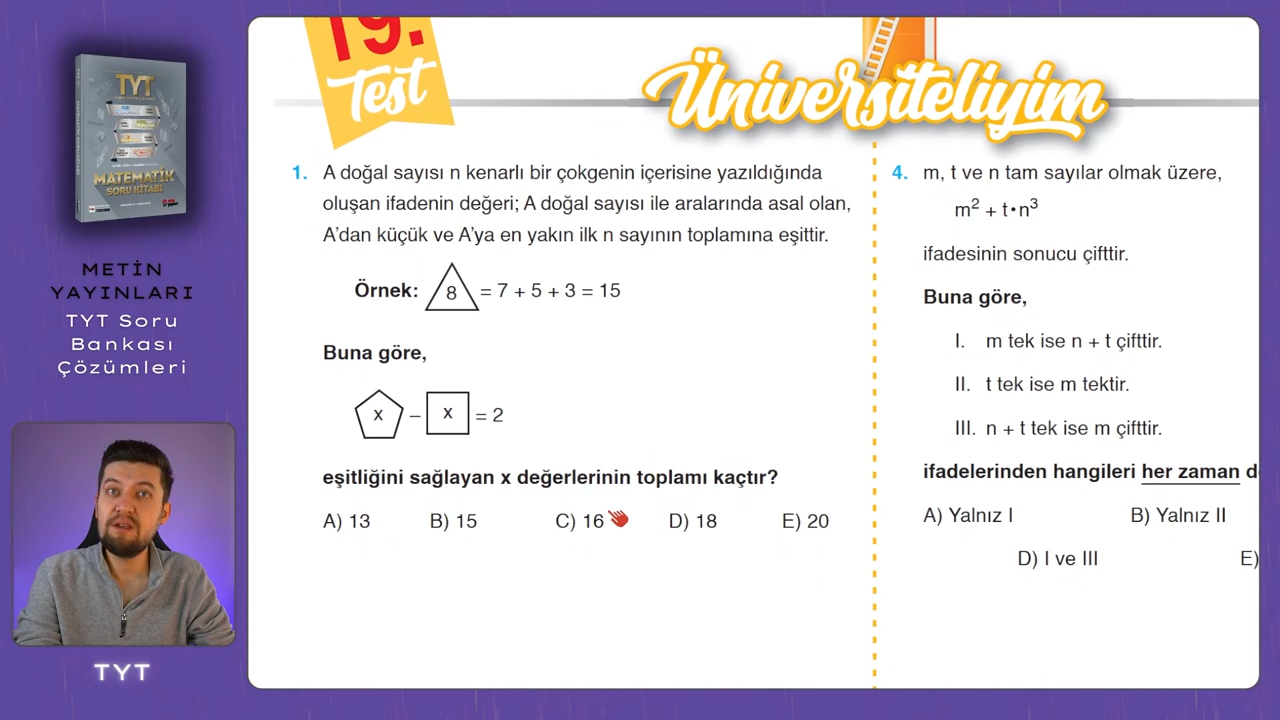 TYT
MATEMATİK
SORU KİTABI
METİN
YAYINLARI
TYT Soru
Bankası
Çözümleri
TYT
19.
Test
Üniversiteliyim
1. A doğal sayısı n kenarlı bir çokgenin içerisine yazıldığında
oluşan ifadenin değeri; A doğal sayısı ile aralarında asal olan,
A'dan küçük ve A'ya en yakın ilk n sayının toplamına eşittir.
Örnek: 8 = 7 + 5 + 3 = 15
Buna göre,
x – x = 2
eşitliğini sağlayan x değerlerinin toplamı kaçtır?
A) 13 B) 15 C) 16 D) 18 E) 20
4. m, t ve n tam sayılar olmak üzere,
m² + t•n³
ifadesinin sonucu çifttir.
Buna göre,
I. m tek ise n + t çifttir.
II. t tek ise m tektir.
III. n + t tek ise m çifttir.
ifadelerinden hangileri her zaman d
A) Yalnız I B) Yalnız II
D) I ve III E)